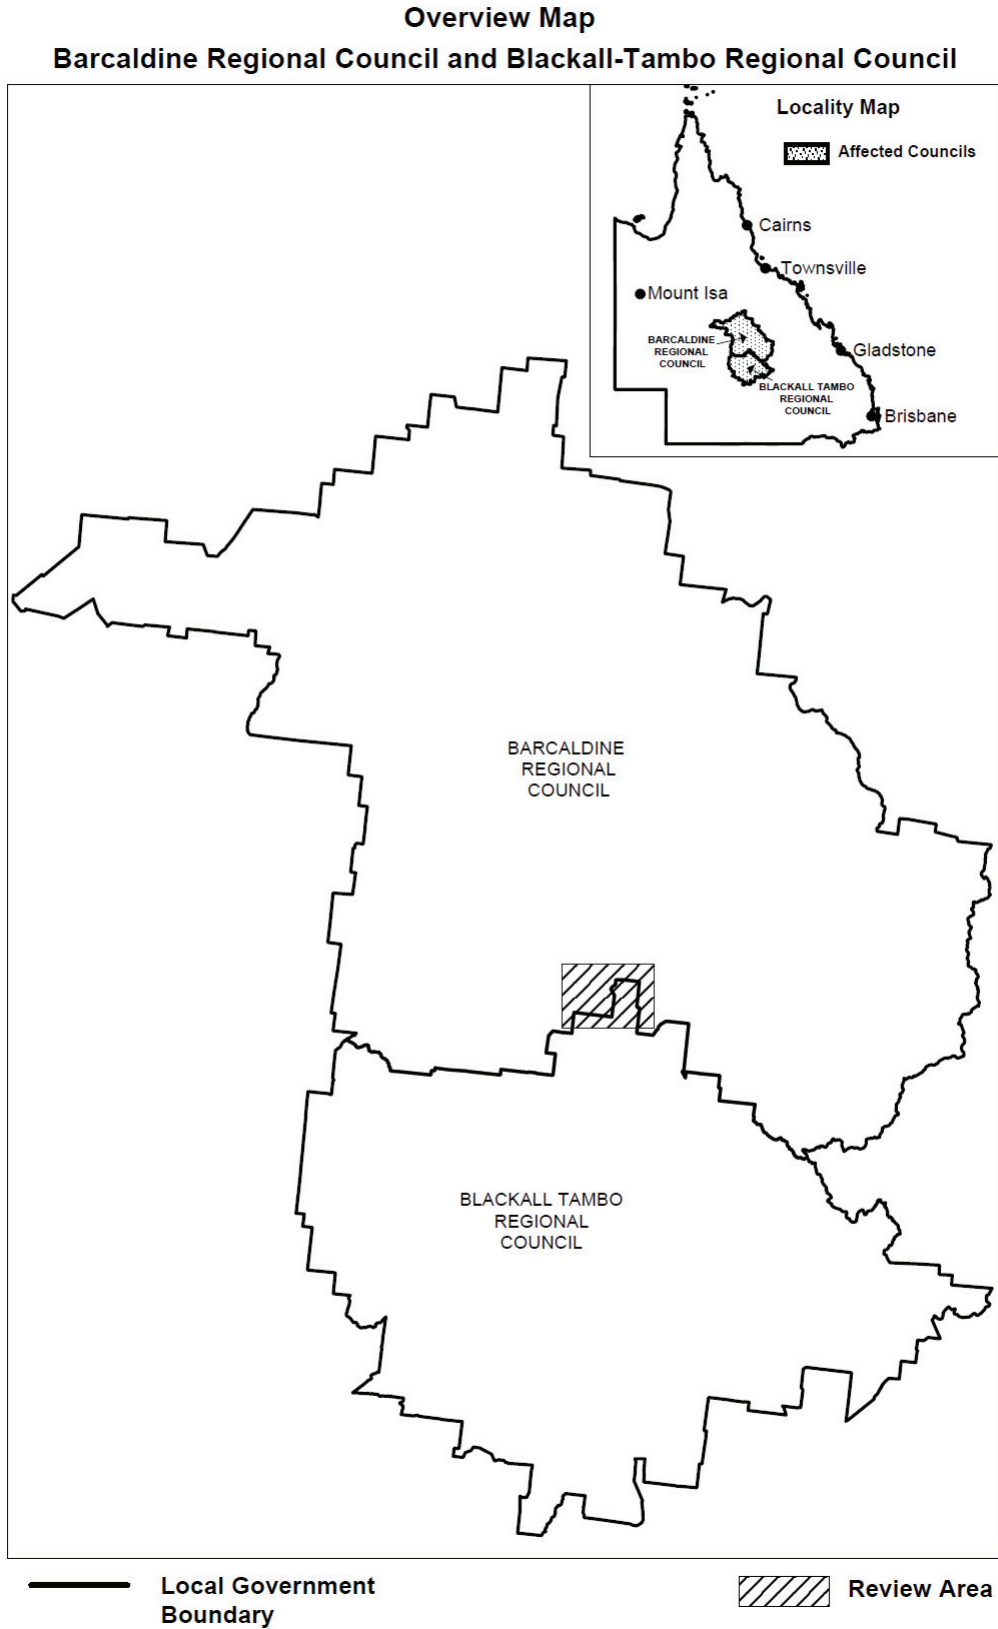 Overview Map
Barcaldine Regional Council and Blackall-Tambo Regional Council
Locality Map
Affected Councils
Cairns
Townsville
Mount Isa
BARCALDINE
REGIONAL
COUNCIL
Gladstone
BLACKALL TAMBO
REGIONAL
COUNCIL
Brisbane
BARCALDINE
REGIONAL
COUNCIL
BLACKALL TAMBO
REGIONAL
COUNCIL
Local Government
Boundary
Review Area